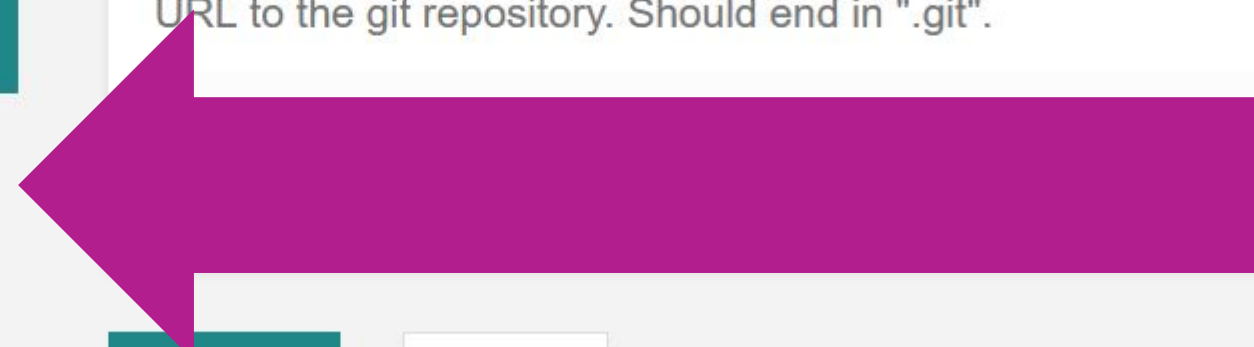 URL to the git repository. Should end in ".git".